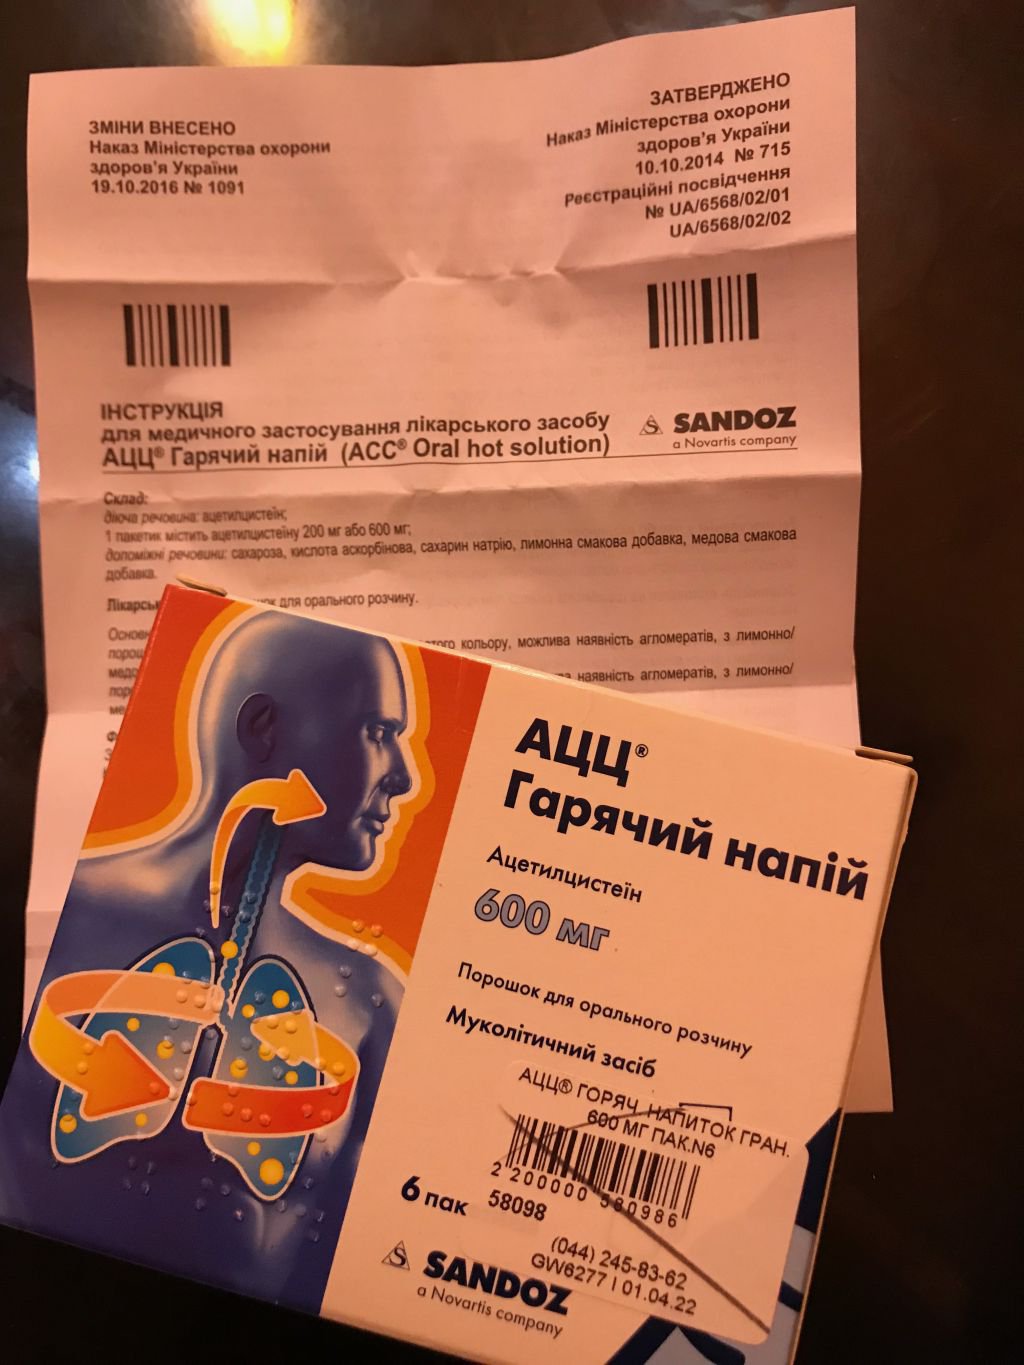 ЗМІНИ ВНЕСЕНО
Наказ Міністерства охорони
здоров'я України
19.10.2016 № 1091
ЗАТВЕРДЖЕНО
Наказ Міністерства охорони
здоров'я України
10.10.2014 № 715
Реєстраційні посвідчення
№ UA/6568/02/01
UA/6568/02/02
ІНСТРУКЦІЯ
для медичного застосування лікарського засобу
АЦЦ® Гарячий напій (ACC® Oral hot solution)
SANDOZ
a Novartis company
Склад:
діюча речовина: ацетилцистеїн;
1 пакетик містить ацетилцистеїну 200 мг або 600 мг;
допоміжні речовини: сахароза, кислота аскорбінова, сахарин натрію, лимонна смакова добавка, медова смакова
добавка.
для орального розчину.
кольору, можлива наявність агломератів, з лимонно/
наявність агломератів, з лимонно/
АЦЦ®
Гарячий напій
Ацетилцистеїн
600 мг
Порошок для орального розчину
Муколітичний засіб
АЦЦ® ГОРЯЧ. НАПИТОК ГРАН.
600 МГ ПАК.N6
2 200000 580986
58098
(044) 245-83-62
GW6277 | 01.04.22
6 пак
SANDOZ
a Novartis company